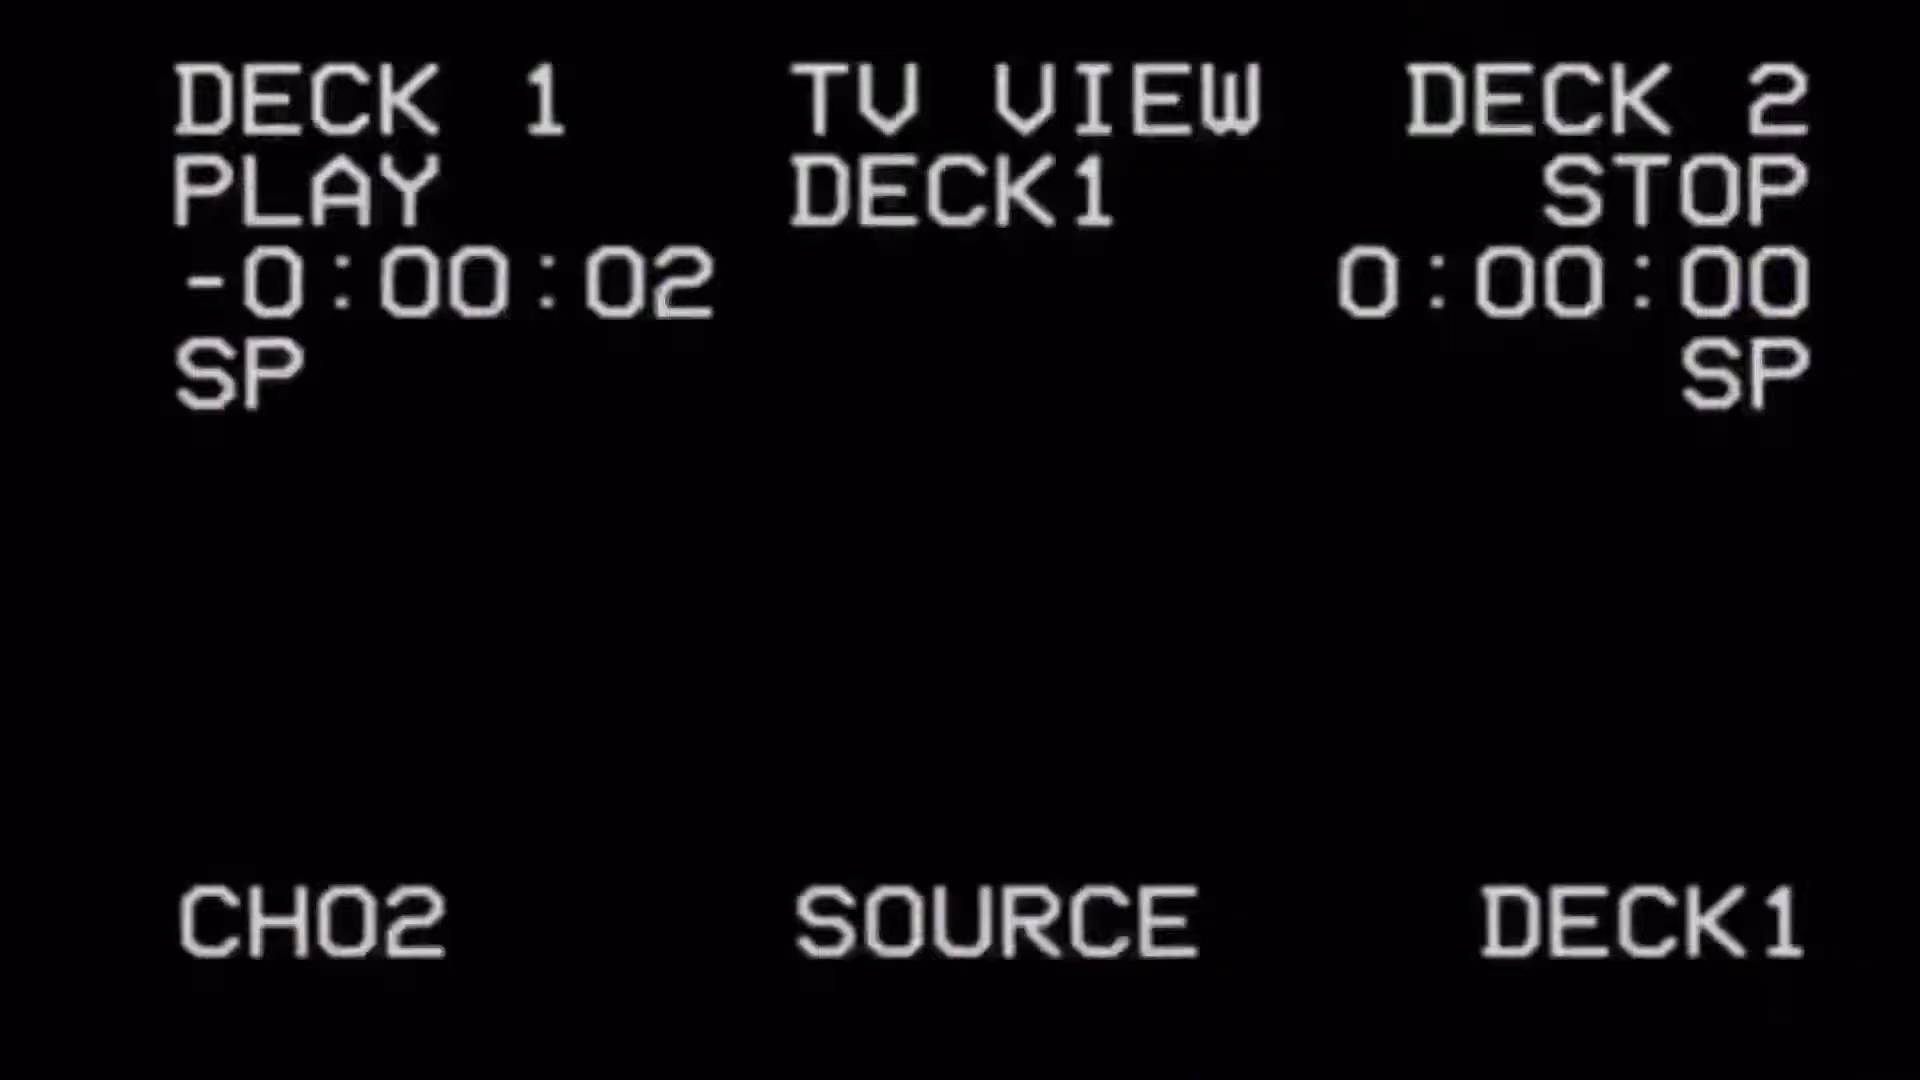 DECK 1 TV VIEW DECK 2
PLAY DECK1 STOP
-0:00:02 0:00:00
SP SP
CH02 SOURCE DECK1